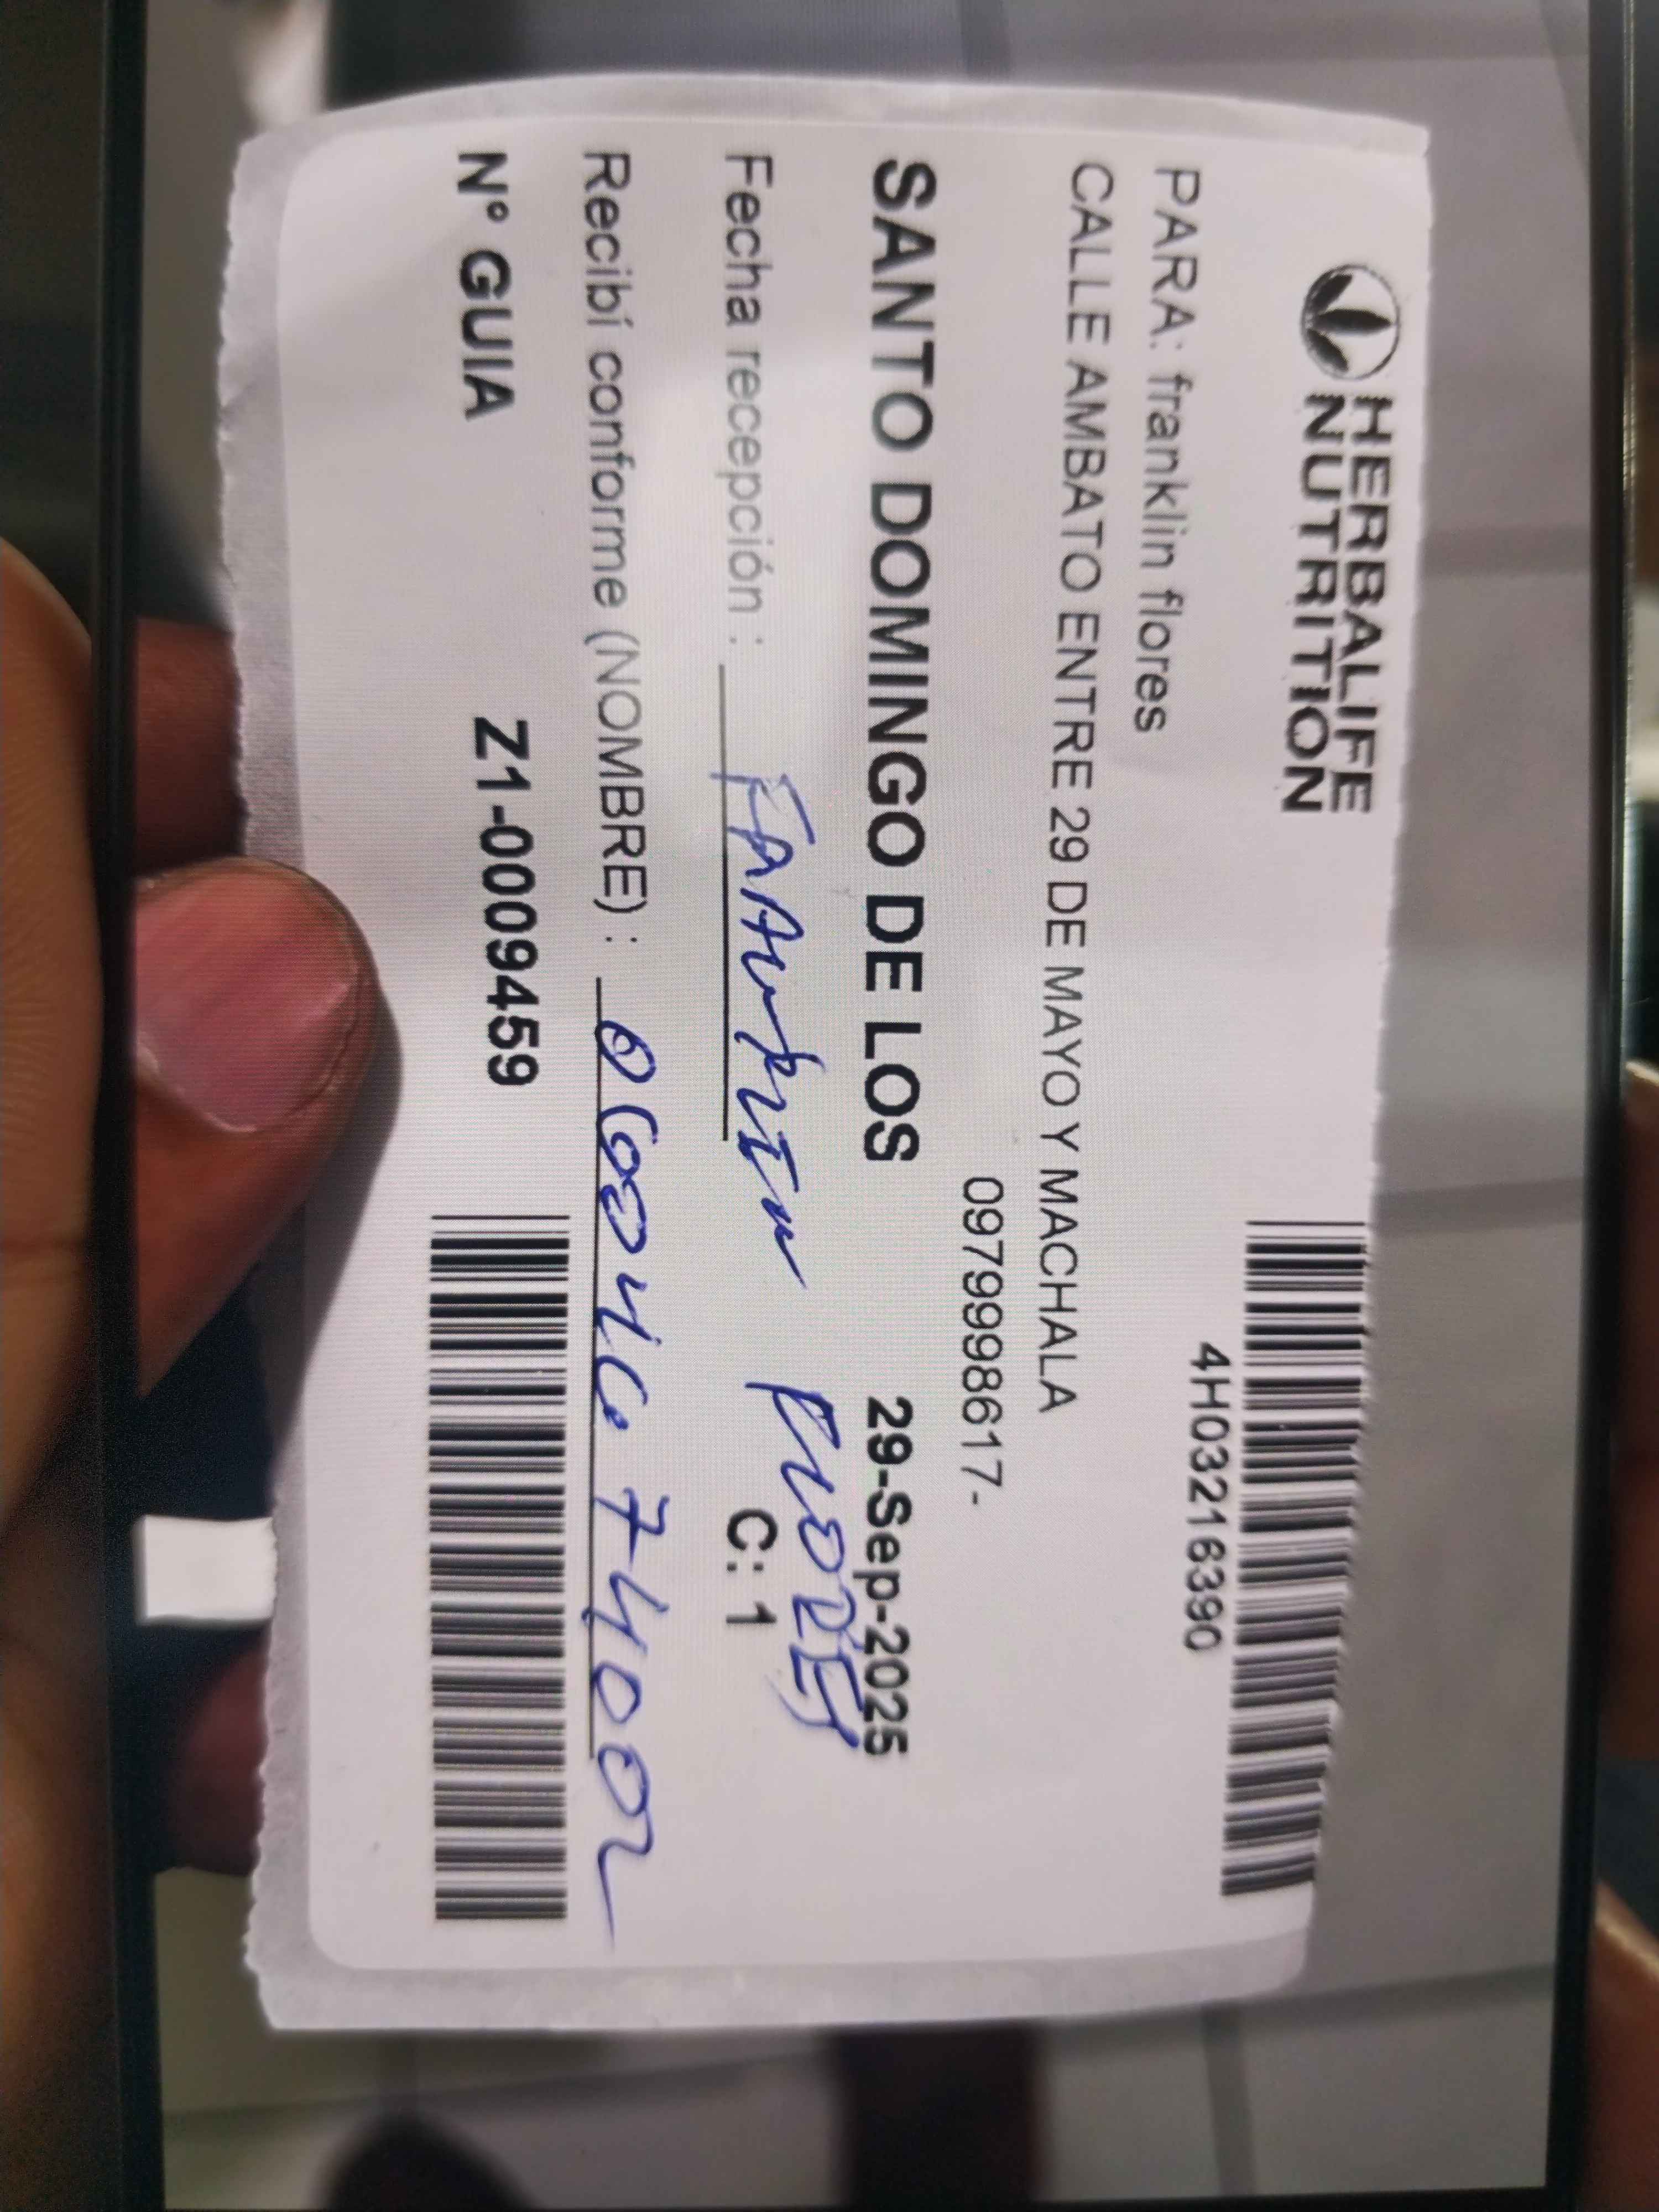 HERBALIFE
NUTRITION
4H03216390
PARA: franklin flores
CALLE AMBATO ENTRE 29 DE MAYO Y MACHALA
0979998617-
SANTO DOMINGO DE LOS 29-Sep-2025
Fecha recepción :
C: 1
Recibí conforme (NOMBRE) :
N° GUIA Z1-0009459